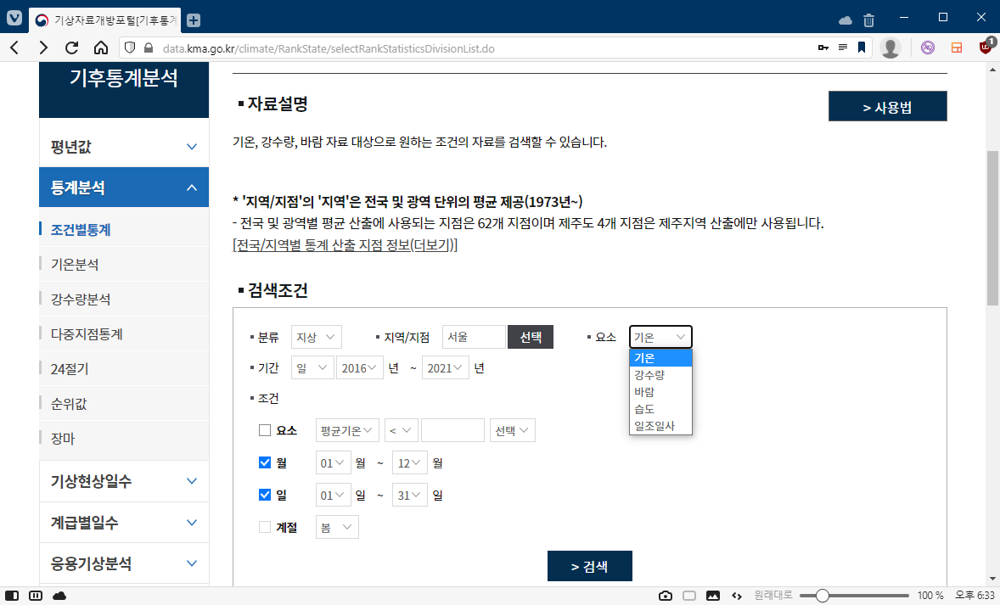 기상자료개방포털[기후통계
data.kma.go.kr/climate/RankState/selectRankStatisticsDivisionList.do
1
기후통계분석
평년값
통계분석
조건별통계
기온분석
강수량분석
다중지점통계
24절기
순위값
장마
기상현상일수
계급별일수
응용기상분석
자료설명
> 사용법
기온, 강수량, 바람 자료 대상으로 원하는 조건의 자료를 검색할 수 있습니다.
* '지역/지점'의 '지역'은 전국 및 광역 단위의 평균 제공(1973년~)
- 전국 및 광역별 평균 산출에 사용되는 지점은 62개 지점이며 제주도 4개 지점은 제주지역 산출에만 사용됩니다.
[전국/지역별 통계 산출 지점 정보(더보기)]
검색조건
분류 지상 지역/지점 서울 선택 요소 기온
기온
강수량
바람
습도
일조일사
기간 일 2016 년 ~ 2021 년
조건
요소 평균기온 < 선택
월 01 월 ~ 12 월
일 01 일 ~ 31 일
계절 봄
> 검색
원래대로 100 % 오후 6:33